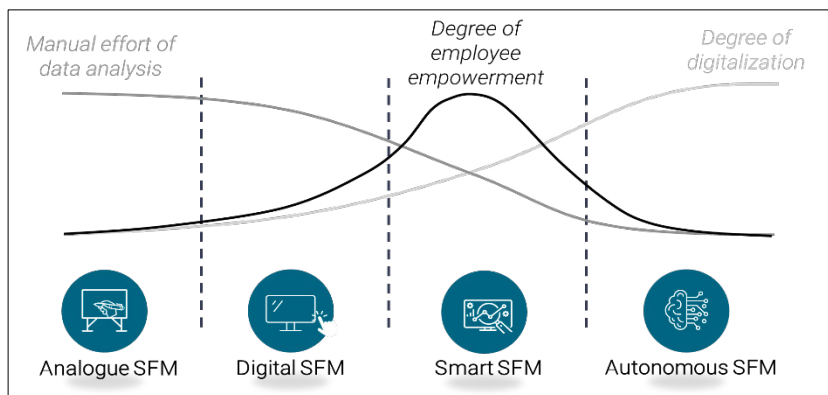 Manual effort of
data analysis
Degree of
employee
empowerment
Degree of
digitalization
Analogue SFM
Digital SFM
Smart SFM
Autonomous SFM